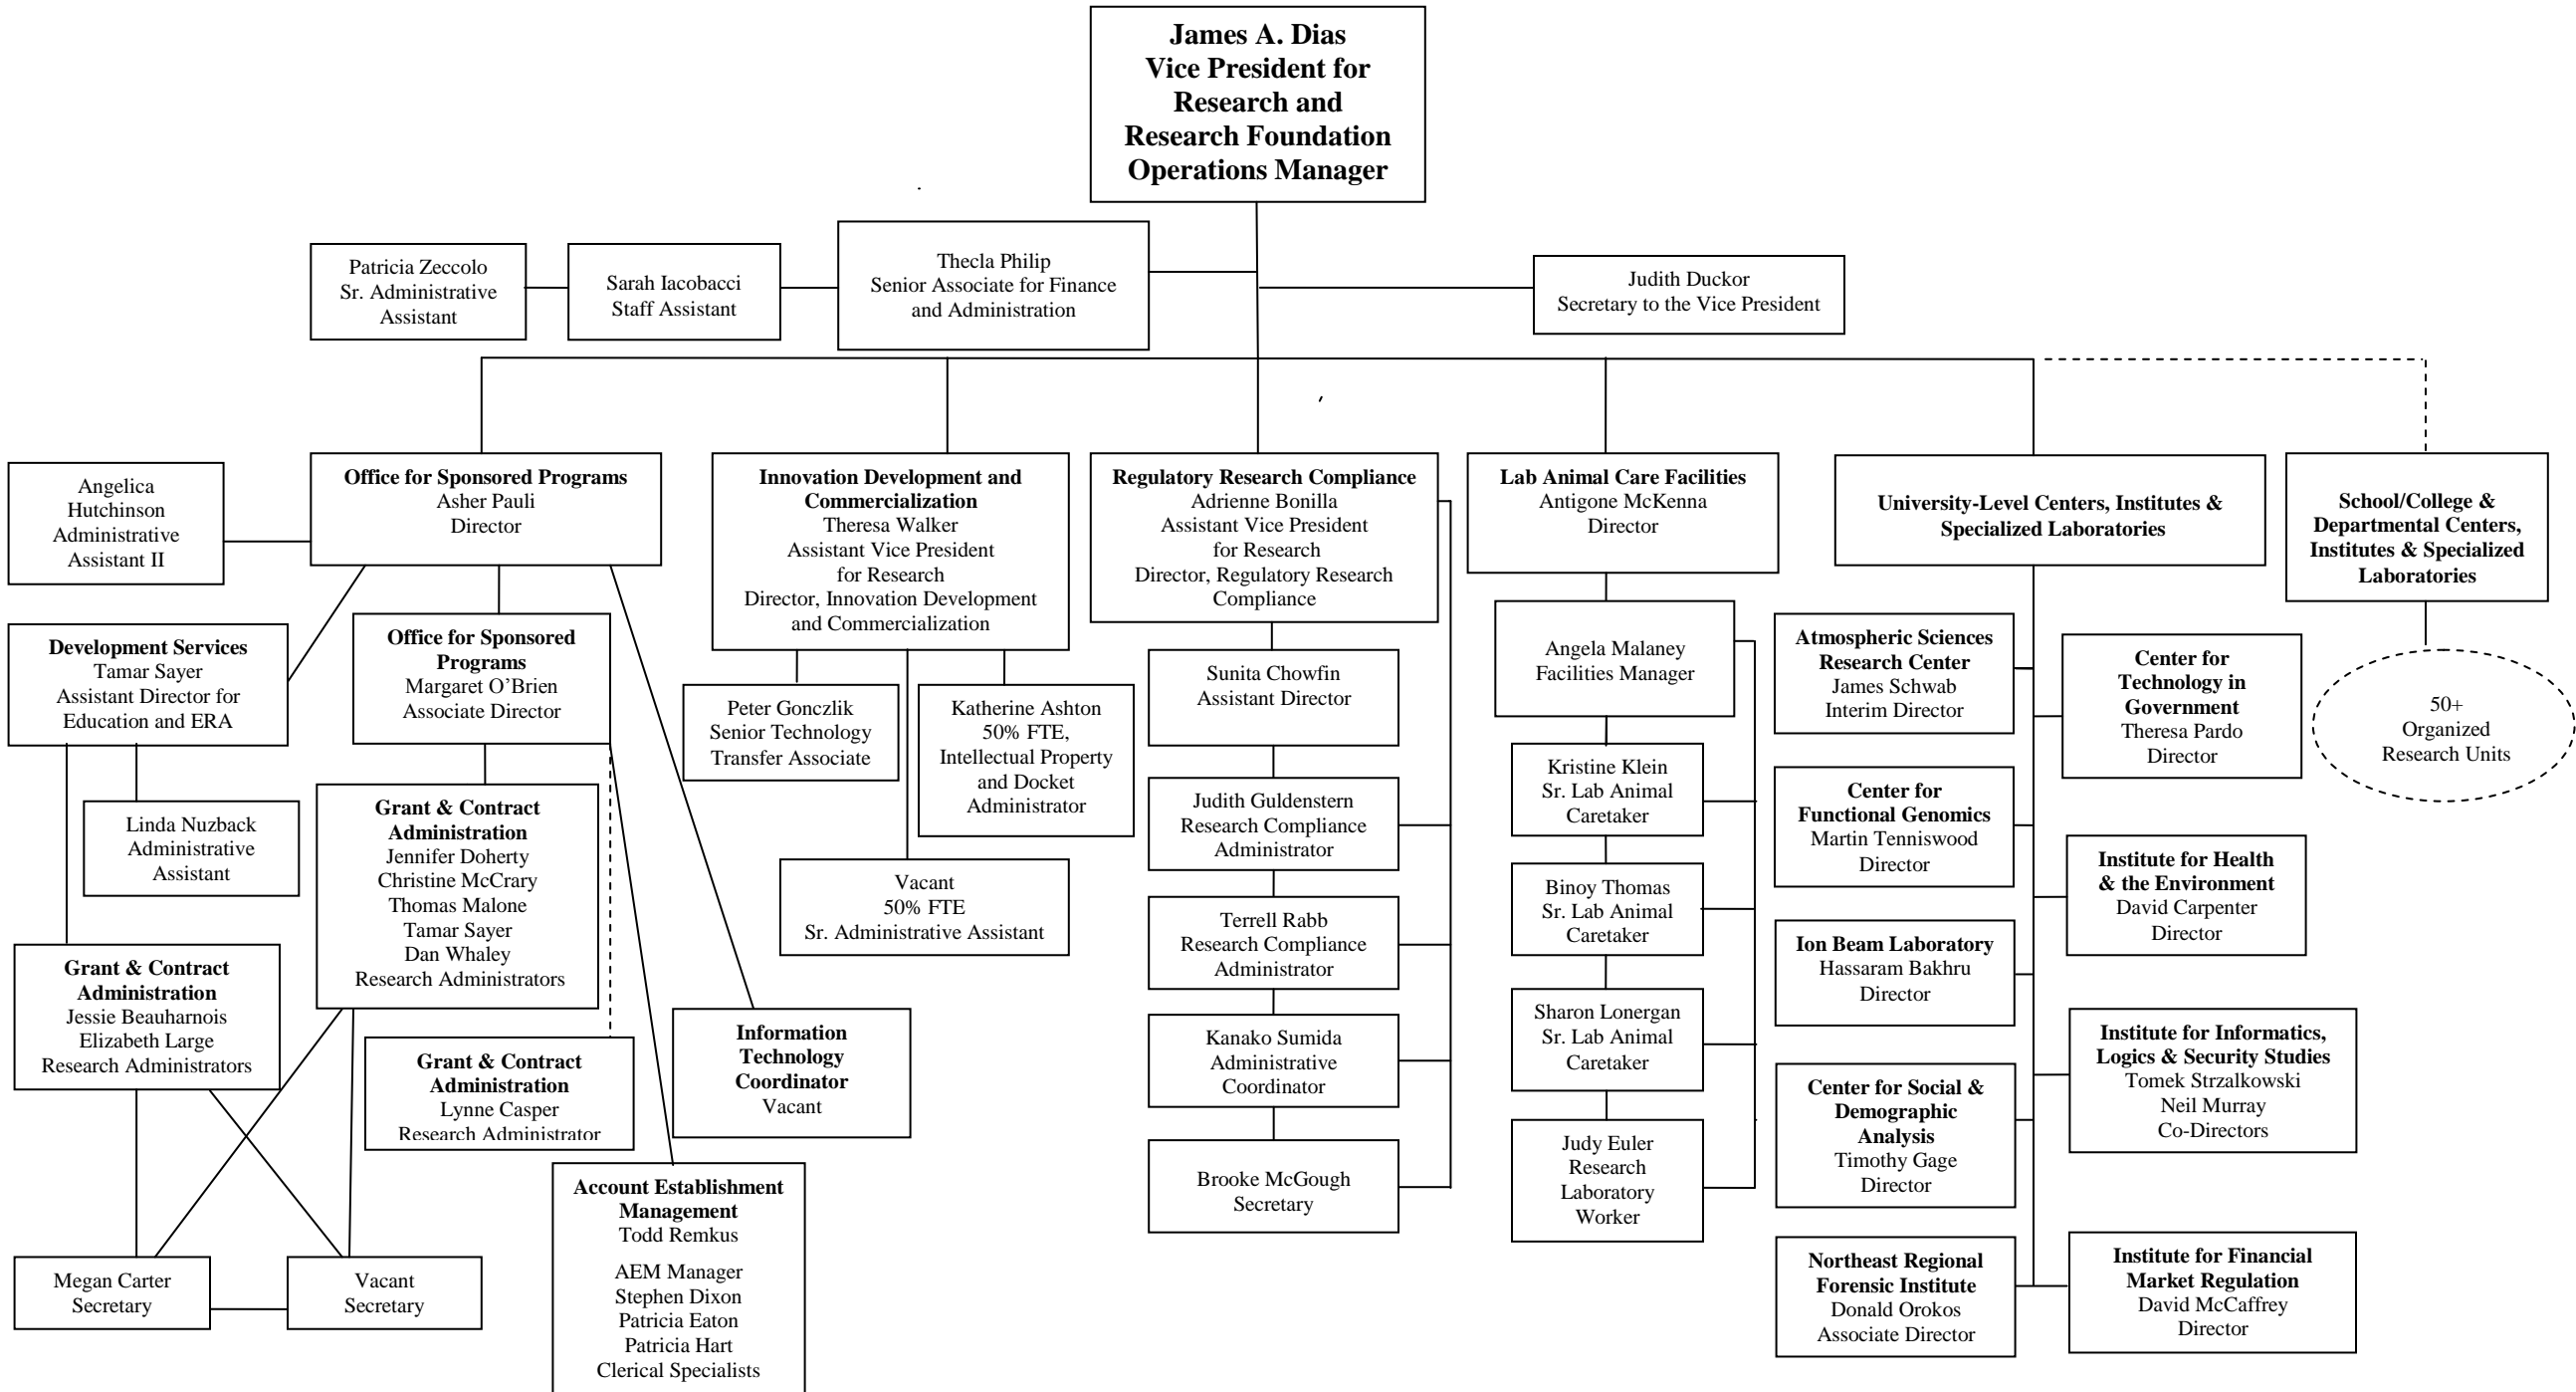 James A. Dias
Vice President for
Research and
Research Foundation
Operations Manager
Patricia Zeccolo
Sr. Administrative
Assistant
Sarah Iacobacci
Staff Assistant
Thecla Philip
Senior Associate for Finance
and Administration
Judith Duckor
Secretary to the Vice President
Angelica
Hutchinson
Administrative
Assistant II
Office for Sponsored Programs
Asher Pauli
Director
Innovation Development and
Commercialization
Theresa Walker
Assistant Vice President
for Research
Director, Innovation Development
and Commercialization
Regulatory Research Compliance
Adrienne Bonilla
Assistant Vice President
for Research
Director, Regulatory Research
Compliance
Lab Animal Care Facilities
Antigone McKenna
Director
University-Level Centers, Institutes &
Specialized Laboratories
School/College &
Departmental Centers,
Institutes & Specialized
Laboratories
Development Services
Tamar Sayer
Assistant Director for
Education and ERA
Office for Sponsored
Programs
Margaret O’Brien
Associate Director
Peter Gonczlik
Senior Technology
Transfer Associate
Katherine Ashton
50% FTE,
Intellectual Property
and Docket
Administrator
Sunita Chowfin
Assistant Director
Angela Malaney
Facilities Manager
Atmospheric Sciences
Research Center
James Schwab
Interim Director
Center for
Technology in
Government
Theresa Pardo
Director
50+
Organized
Research Units
Linda Nuzback
Administrative
Assistant
Grant & Contract
Administration
Jennifer Doherty
Christine McCrary
Thomas Malone
Tamar Sayer
Dan Whaley
Research Administrators
Vacant
50% FTE
Sr. Administrative Assistant
Judith Guldenstern
Research Compliance
Administrator
Kristine Klein
Sr. Lab Animal
Caretaker
Center for
Functional Genomics
Martin Tenniswood
Director
Institute for Health
& the Environment
David Carpenter
Director
Grant & Contract
Administration
Jessie Beauharnois
Elizabeth Large
Research Administrators
Terrell Rabb
Research Compliance
Administrator
Binoy Thomas
Sr. Lab Animal
Caretaker
Ion Beam Laboratory
Hassaram Bakhru
Director
Grant & Contract
Administration
Lynne Casper
Research Administrator
Information
Technology
Coordinator
Vacant
Kanako Sumida
Administrative
Coordinator
Sharon Lonergan
Sr. Lab Animal
Caretaker
Institute for Informatics,
Logics & Security Studies
Tomek Strzalkowski
Neil Murray
Co-Directors
Center for Social &
Demographic
Analysis
Timothy Gage
Director
Account Establishment
Management
Todd Remkus
AEM Manager
Stephen Dixon
Patricia Eaton
Patricia Hart
Clerical Specialists
Brooke McGough
Secretary
Judy Euler
Research
Laboratory
Worker
Megan Carter
Secretary
Vacant
Secretary
Northeast Regional
Forensic Institute
Donald Orokos
Associate Director
Institute for Financial
Market Regulation
David McCaffrey
Director